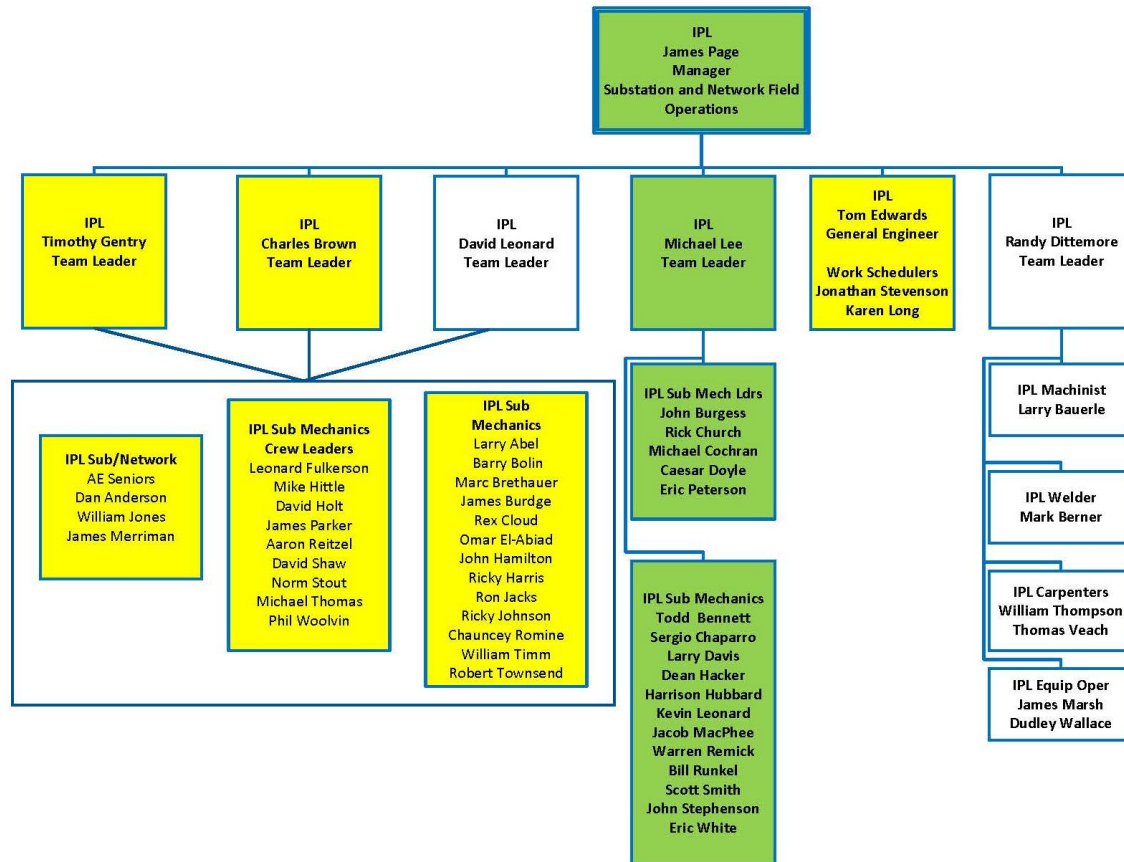 IPL
James Page
Manager
Substation and Network Field
Operations
IPL
Timothy Gentry
Team Leader
IPL
Charles Brown
Team Leader
IPL
David Leonard
Team Leader
IPL
Michael Lee
Team Leader
IPL
Tom Edwards
General Engineer
Work Schedulers
Jonathan Stevenson
Karen Long
IPL
Randy Dittemore
Team Leader
IPL Sub/Network
AE Seniors
Dan Anderson
William Jones
James Merriman
IPL Sub Mechanics
Crew Leaders
Leonard Fulkerson
Mike Hittle
David Holt
James Parker
Aaron Reitzel
David Shaw
Norm Stout
Michael Thomas
Phil Woolvin
IPL Sub
Mechanics
Larry Abel
Barry Bolin
Marc Brethauer
James Burdge
Rex Cloud
Omar El-Abiad
John Hamilton
Ricky Harris
Ron Jacks
Ricky Johnson
Chauncey Romine
William Timm
Robert Townsend
IPL Sub Mech Ldrs
John Burgess
Rick Church
Michael Cochran
Caesar Doyle
Eric Peterson
IPL Sub Mechanics
Todd Bennett
Sergio Chaparro
Larry Davis
Dean Hacker
Harrison Hubbard
Kevin Leonard
Jacob MacPhee
Warren Remick
Bill Runkel
Scott Smith
John Stephenson
Eric White
IPL Machinist
Larry Bauerle
IPL Welder
Mark Berner
IPL Carpenters
William Thompson
Thomas Veach
IPL Equip Oper
James Marsh
Dudley Wallace